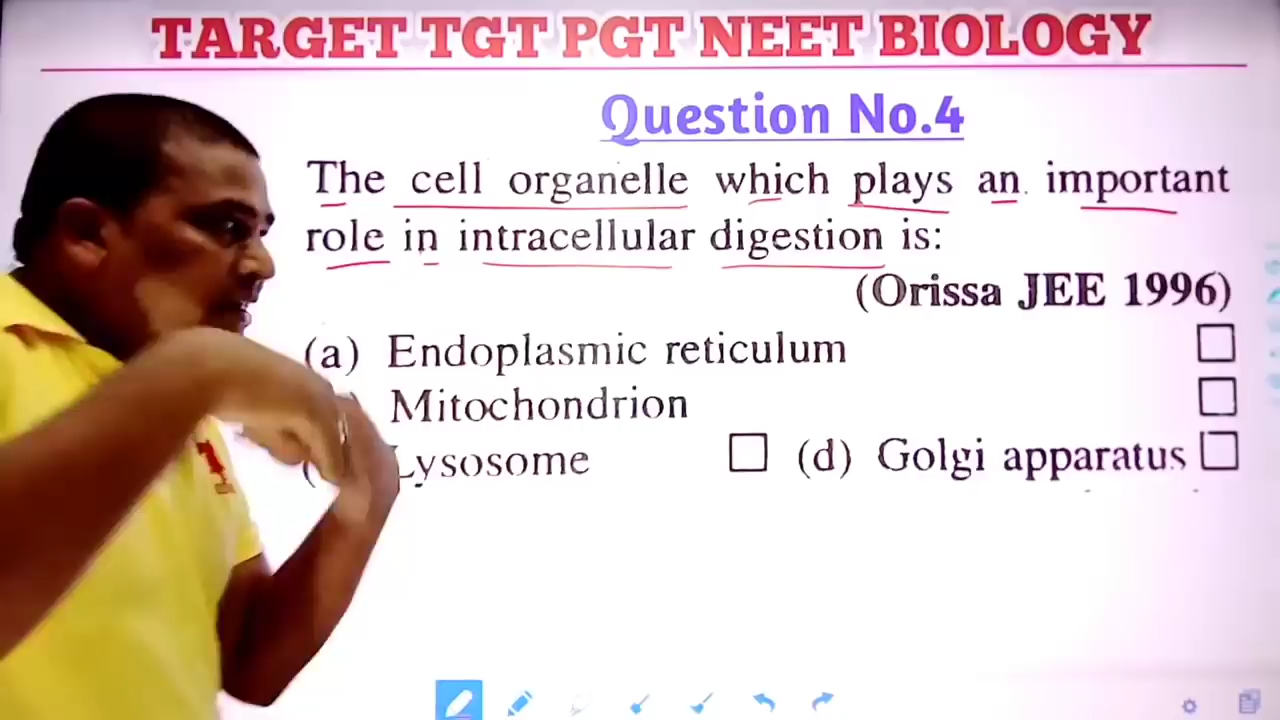 TARGET TGT PGT NEET BIOLOGY
Question No.4
The cell organelle which plays an important
role in intracellular digestion is:
(Orissa JEE 1996)
(a) Endoplasmic reticulum
Mitochondrion
Lysosome (d) Golgi apparatus